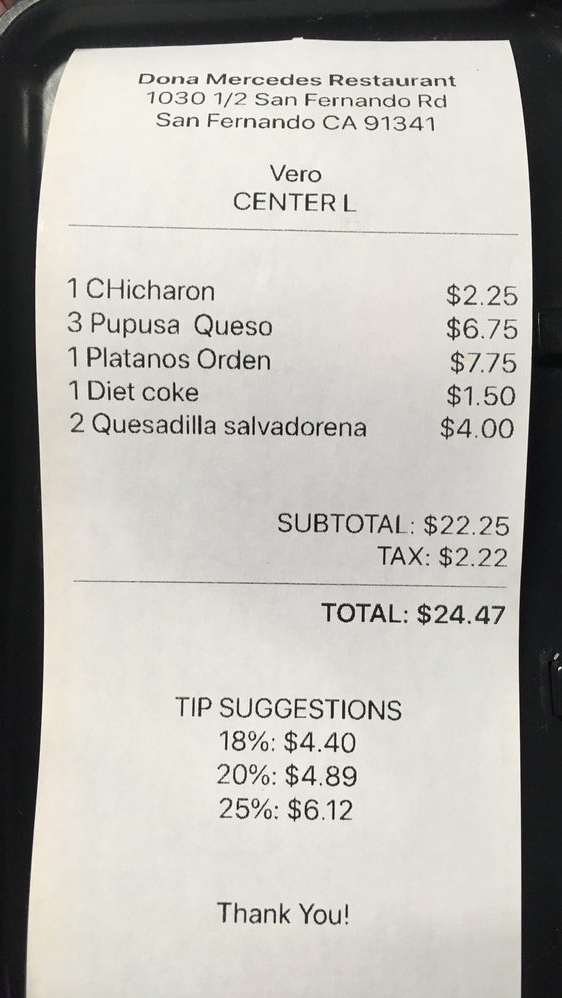 Dona Mercedes Restaurant
1030 1/2 San Fernando Rd
San Fernando CA 91341
Vero
CENTER L
1 CHicharon $2.25
3 Pupusa Queso $6.75
1 Platanos Orden $7.75
1 Diet coke $1.50
2 Quesadilla salvadorena $4.00
SUBTOTAL: $22.25
TAX: $2.22
TOTAL: $24.47
TIP SUGGESTIONS
18%: $4.40
20%: $4.89
25%: $6.12
Thank You!